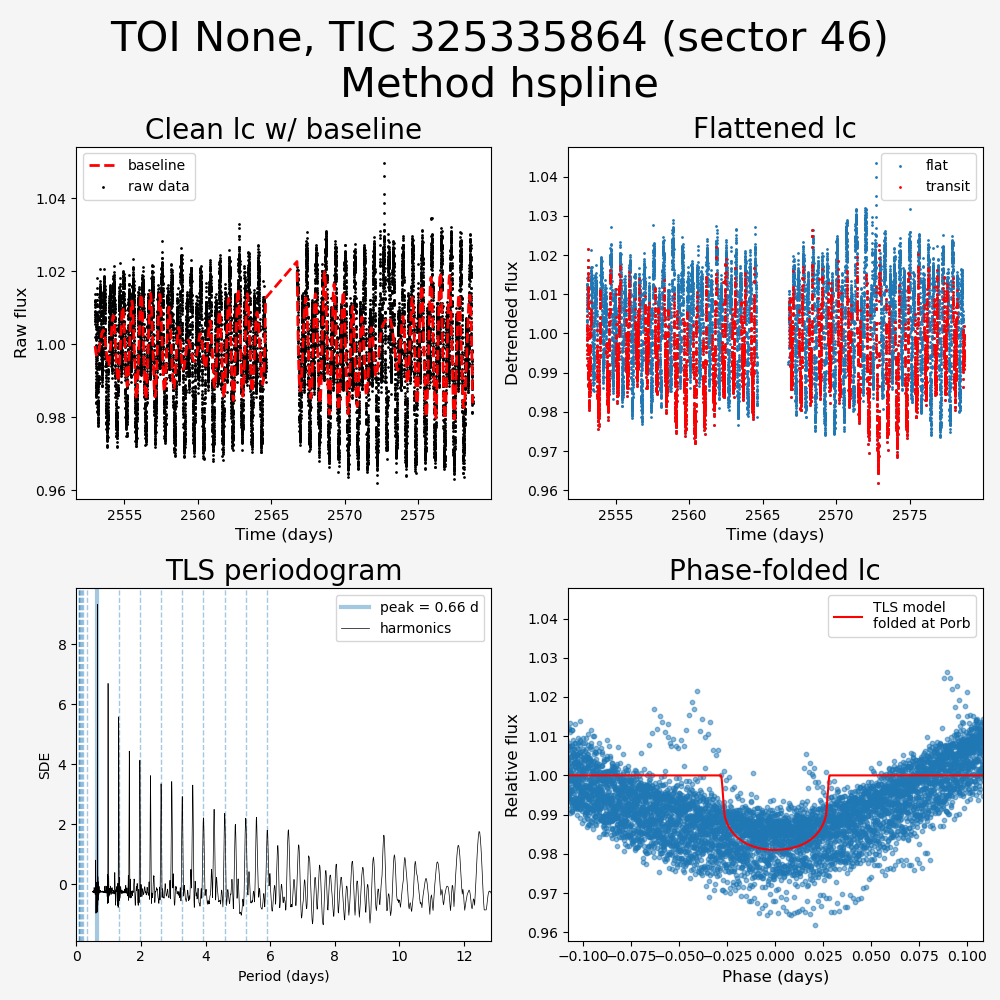 TOI None, TIC 325335864 (sector 46)
Method hspline
Clean lc w/ baseline
baseline
raw data
Raw flux
1.04
1.02
1.00
0.98
0.96
2555
2560
2565
2570
2575
Time (days)
Flattened lc
flat
transit
Detrended flux
1.04
1.03
1.02
1.01
1.00
0.99
0.98
0.97
0.96
2555
2560
2565
2570
2575
Time (days)
TLS periodogram
peak = 0.66 d
harmonics
SDE
8
6
4
2
0
0
2
4
6
8
10
12
Period (days)
Phase-folded lc
TLS model
folded at Porb
Relative flux
1.04
1.03
1.02
1.01
1.00
0.99
0.98
0.97
0.96
−0.100
−0.075
−0.050
−0.025
0.000
0.025
0.050
0.075
0.100
Phase (days)